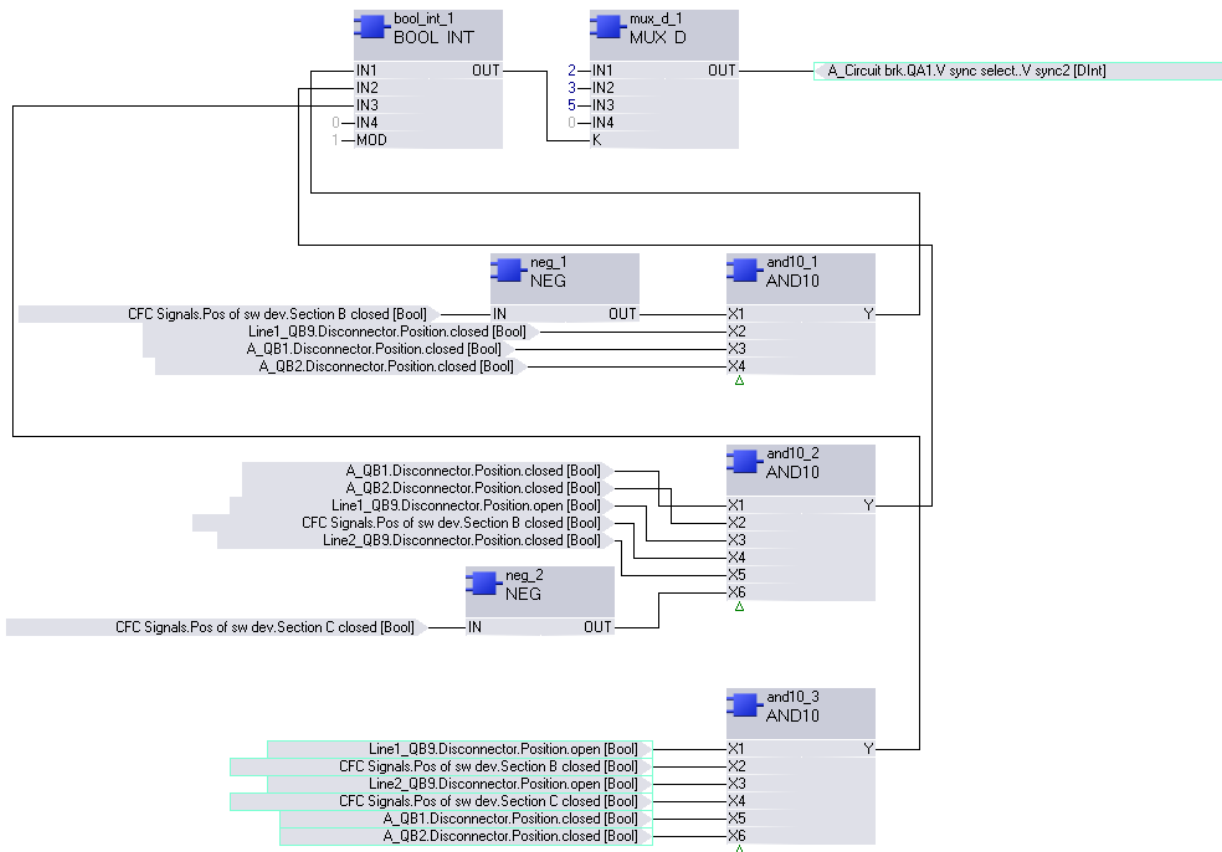 bool_int_1
BOOL_INT
IN1 OUT
IN2
IN3
0 IN4
1 MOD
mux_d_1
MUX_D
2 IN1 OUT
3 IN2
5 IN3
0 IN4
K
A_Circuit brk.QA1.V sync select..V sync2 [DInt]
neg_1
NEG
IN OUT
and10_1
AND10
X1 Y
X2
X3
X4
CFC Signals.Pos of sw dev.Section B closed [Bool]
Line1_QB9.Disconnector.Position.closed [Bool]
A_QB1.Disconnector.Position.closed [Bool]
A_QB2.Disconnector.Position.closed [Bool]
and10_2
AND10
X1 Y
X2
X3
X4
X5
X6
A_QB1.Disconnector.Position.closed [Bool]
A_QB2.Disconnector.Position.closed [Bool]
Line1_QB9.Disconnector.Position.open [Bool]
CFC Signals.Pos of sw dev.Section B closed [Bool]
Line2_QB9.Disconnector.Position.closed [Bool]
neg_2
NEG
IN OUT
CFC Signals.Pos of sw dev.Section C closed [Bool]
and10_3
AND10
X1 Y
X2
X3
X4
X5
X6
Line1_QB9.Disconnector.Position.open [Bool]
CFC Signals.Pos of sw dev.Section B closed [Bool]
Line2_QB9.Disconnector.Position.open [Bool]
CFC Signals.Pos of sw dev.Section C closed [Bool]
A_QB1.Disconnector.Position.closed [Bool]
A_QB2.Disconnector.Position.closed [Bool]